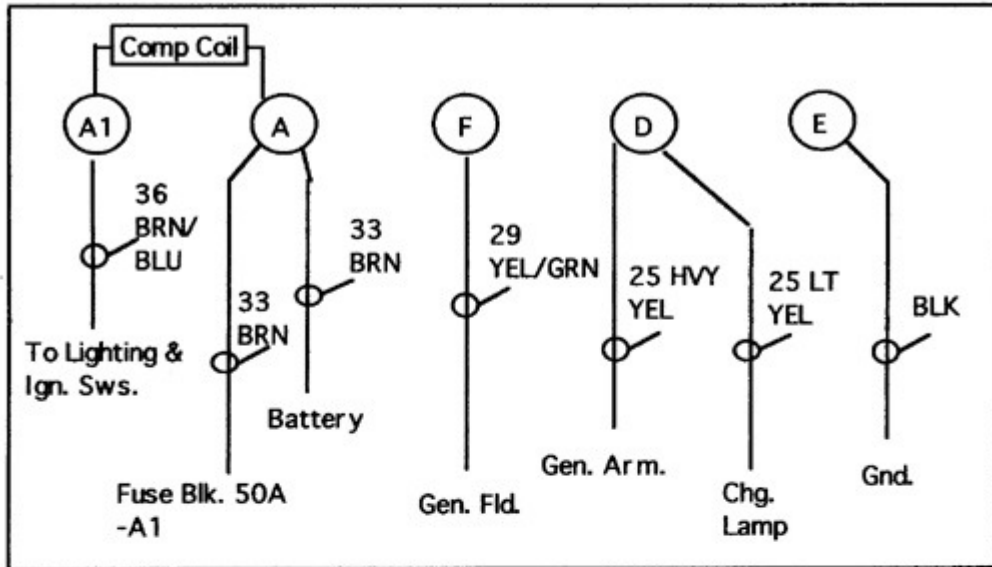 Comp Coil
A1
A
F
D
E
36
BRN/
BLU
33
BRN
33
BRN
29
YEL/GRN
25 HVY
YEL
25 LT
YEL
BLK
To Lighting &
Ign. Sws.
Battery
Fuse Blk. 50A
-A1
Gen. Fld.
Gen. Arm.
Chg.
Lamp
Gnd.